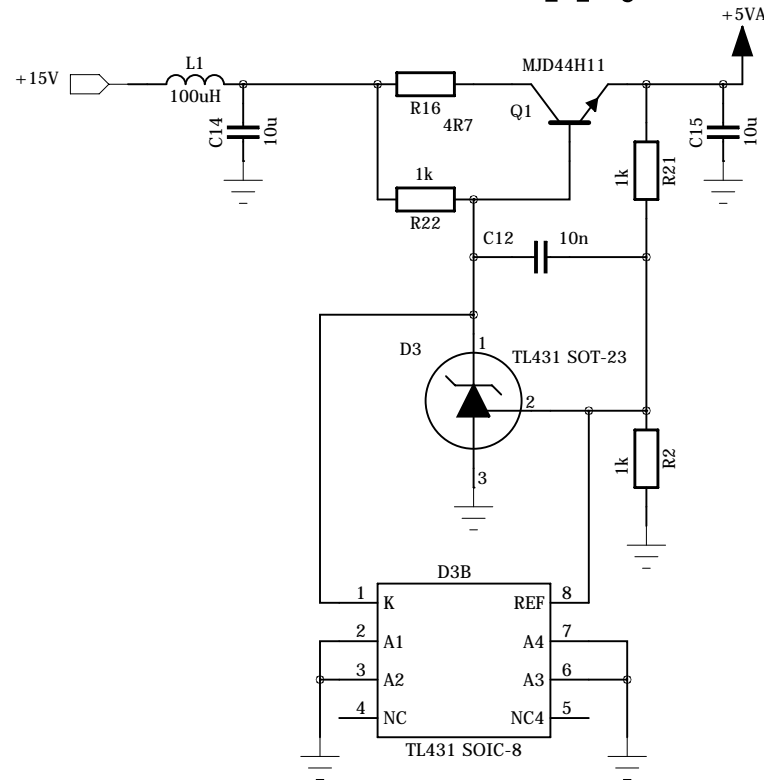 +5VA
+15V
L1
100uH
C14
10u
R16
4R7
MJD44H11
Q1
C15
10u
1k
R21
1k
R22
C12
10n
D3
1
TL431 SOT-23
2
3
1k
R2
D3B
1
K
REF
8
2
A1
A4
7
3
A2
A3
6
4
NC
NC4
5
TL431 SOIC-8